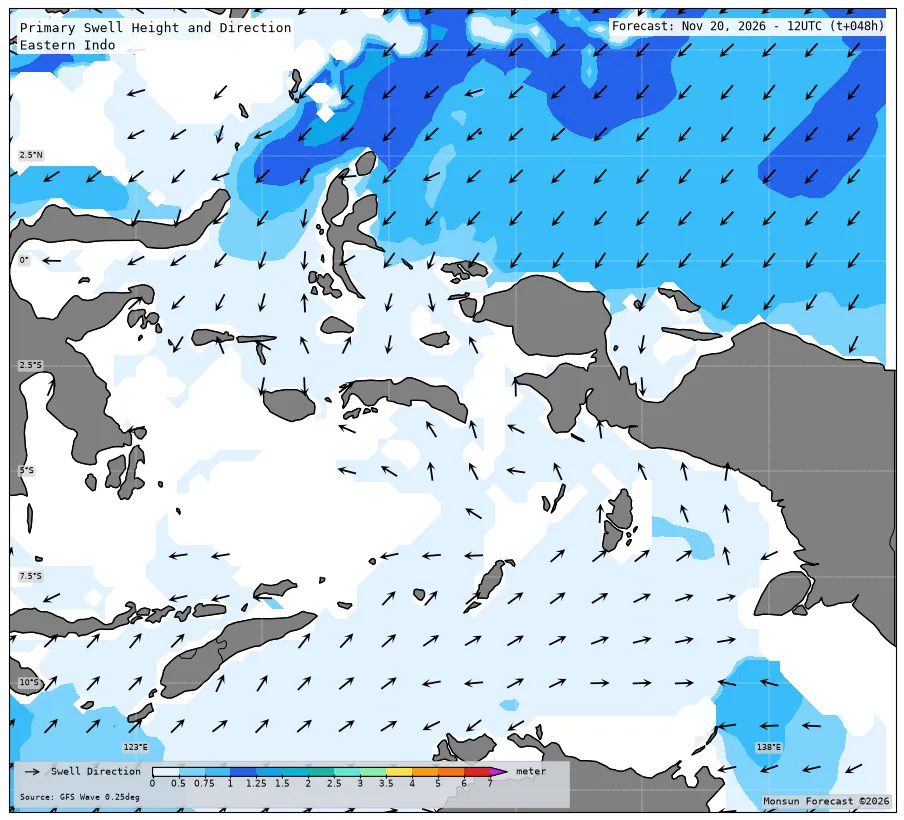 Primary Swell Height and Direction
Eastern Indo
Forecast: Nov 20, 2026 - 12UTC (t+048h)
2.5°N
0°
2.5°S
5°S
7.5°S
10°S
123°E
138°E
Swell Direction
0 0.5 0.75 1 1.25 1.5 2 2.5 3 3.5 4 5 6 7
meter
Source: GFS Wave 0.25deg
Monsun Forecast ©2026